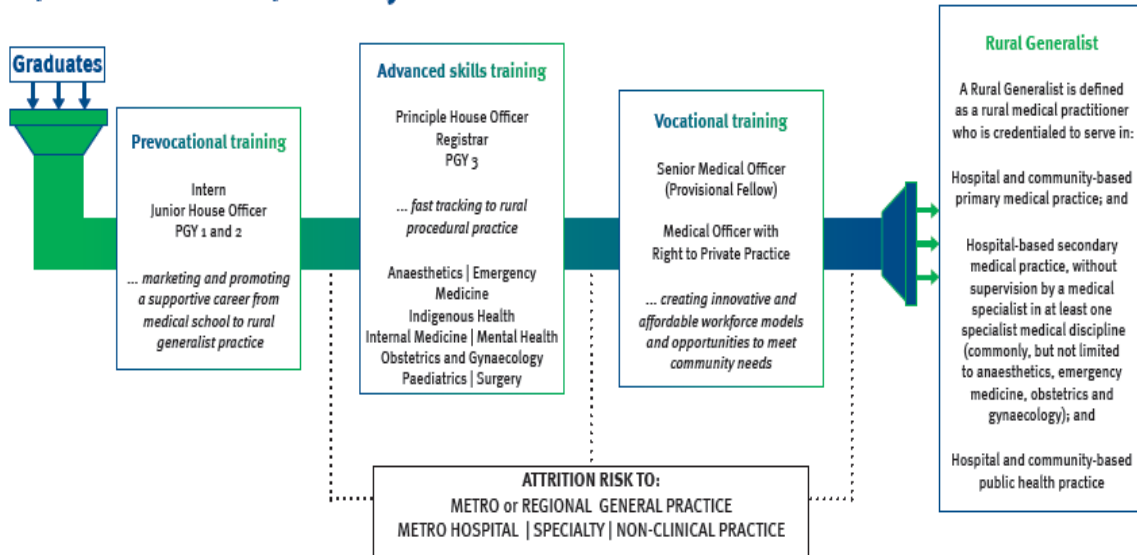 Graduates
Prevocational training
Intern
Junior House Officer
PGY 1 and 2
... marketing and promoting
a supportive career from
medical school to rural
generalist practice
Advanced skills training
Principle House Officer
Registrar
PGY 3
... fast tracking to rural
procedural practice
Anaesthetics | Emergency
Medicine
Indigenous Health
Internal Medicine | Mental Health
Obstetrics and Gynaecology
Paediatrics | Surgery
Vocational training
Senior Medical Officer
(Provisional Fellow)
Medical Officer with
Right to Private Practice
... creating innovative and
affordable workforce models
and opportunities to meet
community needs
Rural Generalist
A Rural Generalist is defined
as a rural medical practitioner
who is credentialed to serve in:
Hospital and community-based
primary medical practice; and
Hospital-based secondary
medical practice, without
supervision by a medical
specialist in at least one
specialist medical discipline
(commonly, but not limited
to anaesthetics, emergency
medicine, obstetrics and
gynaecology); and
Hospital and community-based
public health practice
ATTRITION RISK TO:
METRO or REGIONAL GENERAL PRACTICE
METRO HOSPITAL | SPECIALTY | NON-CLINICAL PRACTICE